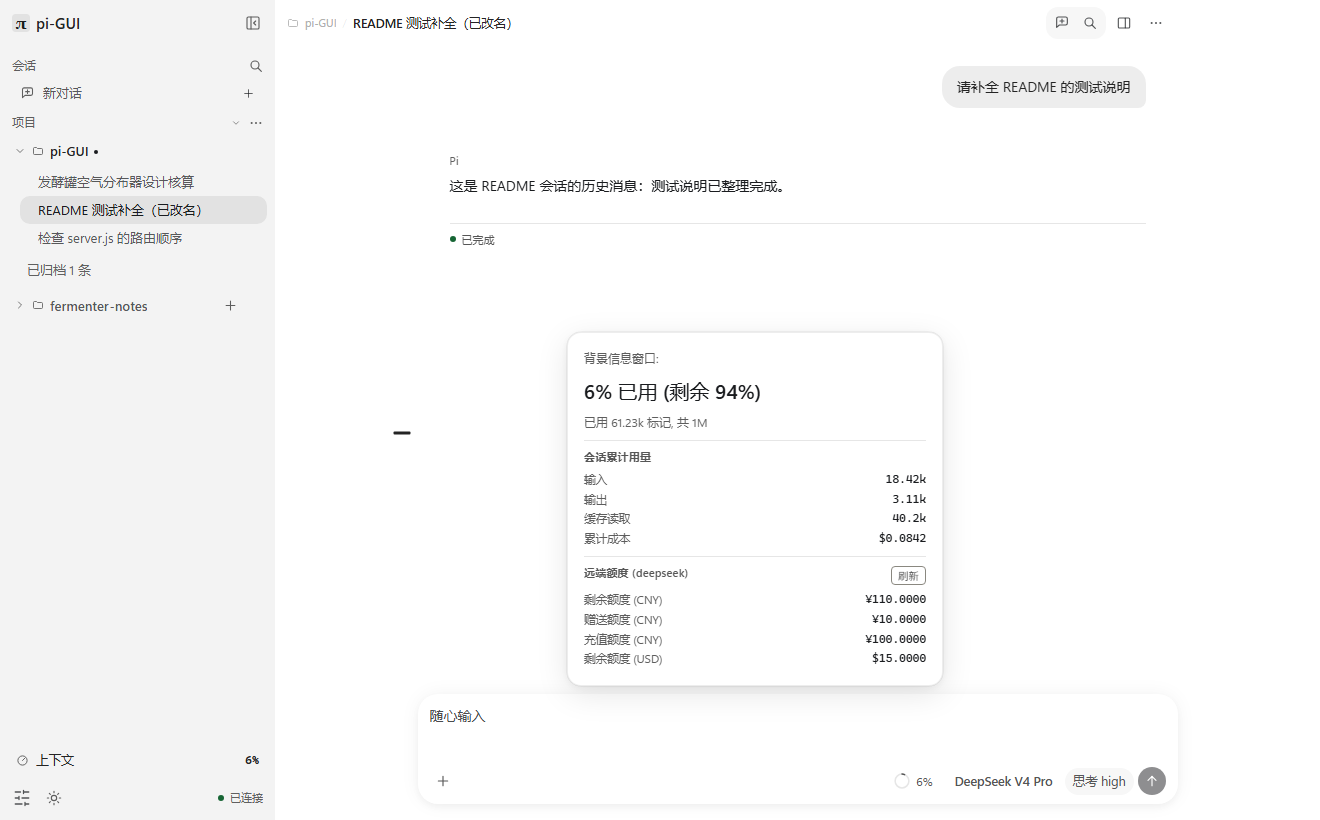 π pi-GUI
会话
新对话
项目
pi-GUI
发酵罐空气分布器设计核算
README 测试补全（已改名）
检查 server.js 的路由顺序
已归档 1 条
fermenter-notes
上下文 6%
已连接
pi-GUI / README 测试补全（已改名）
请补全 README 的测试说明
Pi
这是 README 会话的历史消息：测试说明已整理完成。
已完成
背景信息窗口:
6% 已用 (剩余 94%)
已用 61.23k 标记, 共 1M
会话累计用量
输入 18.42k
输出 3.11k
缓存读取 40.2k
累计成本 $0.0842
远端额度 (deepseek) 刷新
剩余额度 (CNY) ¥110.0000
赠送额度 (CNY) ¥10.0000
充值额度 (CNY) ¥100.0000
剩余额度 (USD) $15.0000
随心输入
6% DeepSeek V4 Pro 思考 high